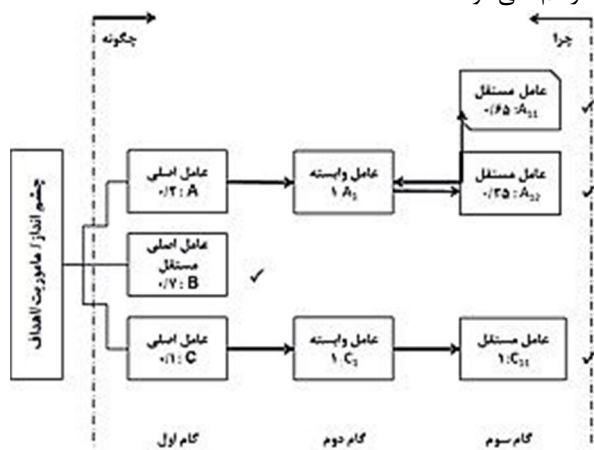 چرا
چگونه
عامل مستقل
۰/۶۵ :A₁₁
عامل اصلی
۰/۲ : A
عامل وابسته
۱ A₁
عامل مستقل
۰/۳۵ : A₁₂
چشم انداز/ ماموریت/اهداف
عامل اصلی
مستقل
۰/۷ : B
عامل اصلی
۰/۱ : C
عامل وابسته
۱ :C₁
عامل مستقل
۱ :C₁₁
گام اول
گام دوم
گام سوم